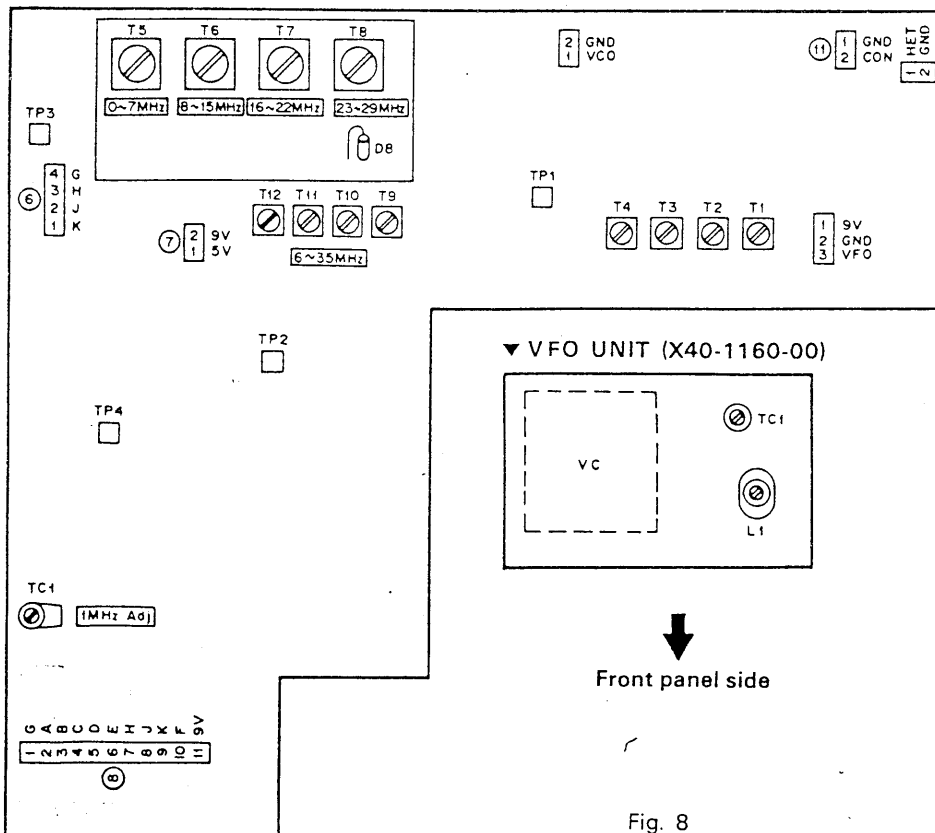 T5 T6 T7 T8
0~7MHz 8~15MHz 16~22MHz 23~29MHz
D8
TP3
4 G
3 H
2 J
1 K
6
7
2 9V
1 5V
T12 T11 T10 T9
6~35MHz
2 GND
1 VCO
11
1 GND
2 CON
1 HET
2 GND
TP1
T4 T3 T2 T1
1 9V
2 GND
3 VFO
TP2
TP4
▼ VFO UNIT (X40-1160-00)
VC
TC1
L1
TC1
1MHz Adj
Front panel side
G A B C D E H J K F 9V
1 2 3 4 5 6 7 8 9 10 11
8
Fig. 8